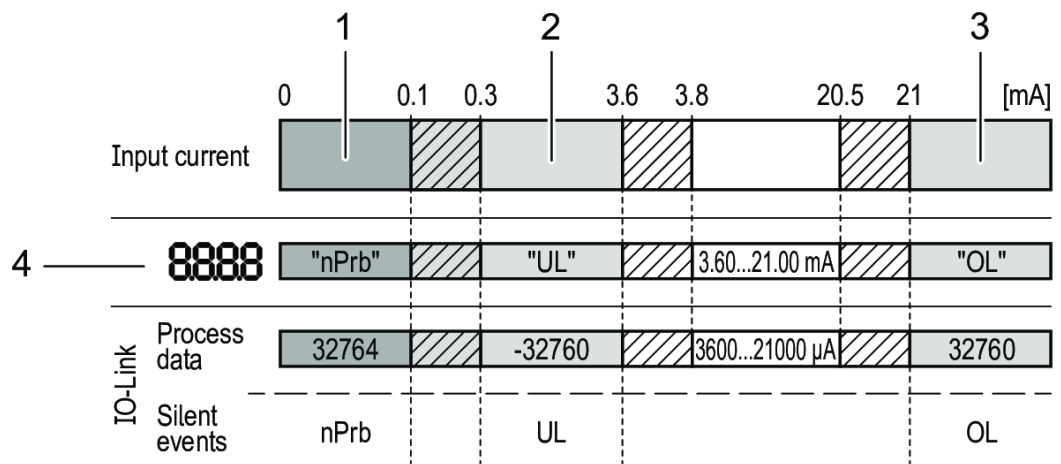 1 2 3
0 0.1 0.3 3.6 3.8 20.5 21 [mA]
Input current
4 8.8.8.8 "nPrb" "UL" 3.60...21.00 mA "OL"
IO-Link
Process data 32764 -32760 3600...21000 µA 32760
Silent events nPrb UL OL